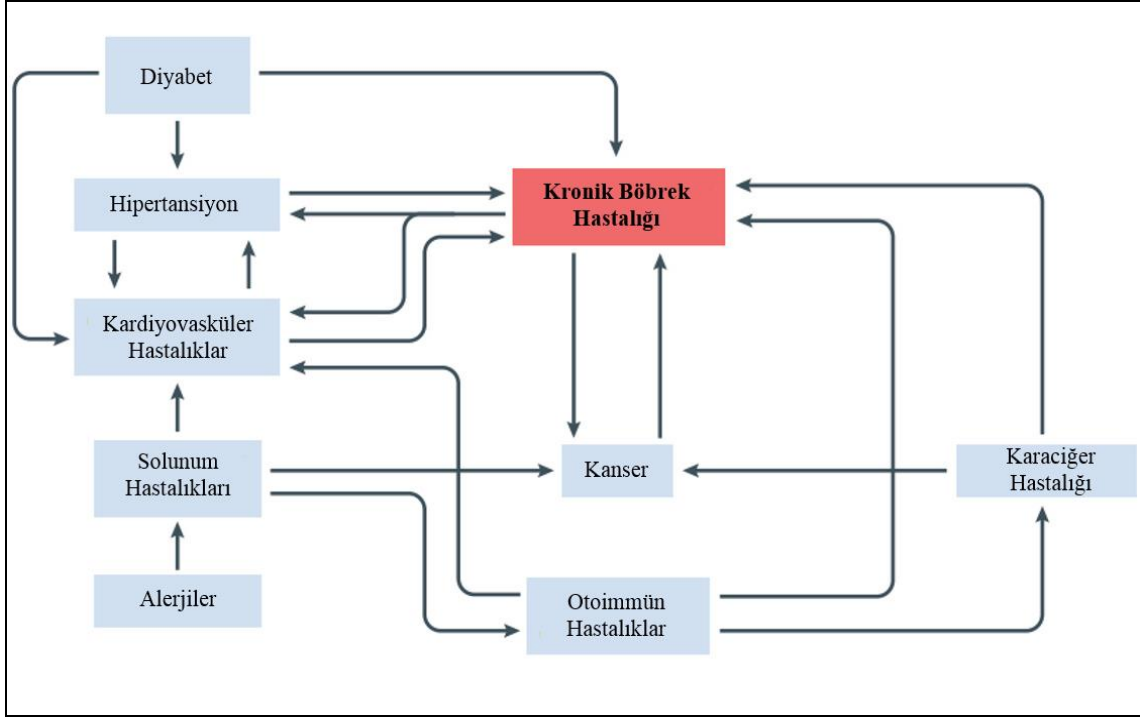 Diyabet
Hipertansiyon
Kronik Böbrek
Hastalığı
Kardiyovasküler
Hastalıklar
Solunum
Hastalıkları
Kanser
Karaciğer
Hastalığı
Alerjiler
Otoimmün
Hastalıklar